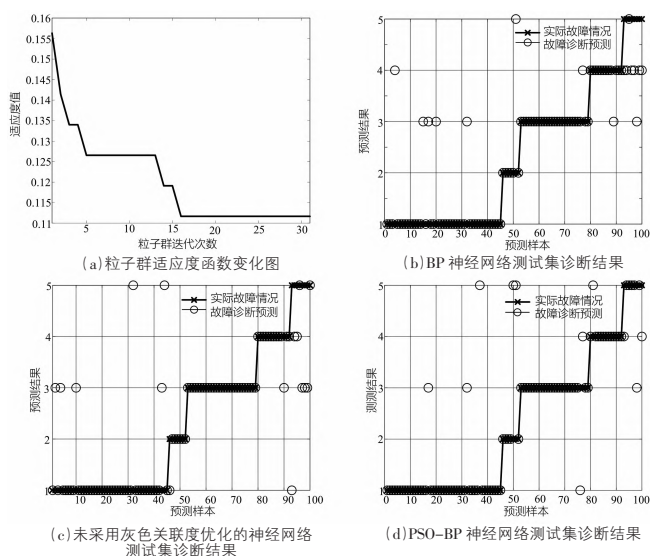 0.16
0.155
0.15
0.145
0.14
0.135
0.13
0.125
0.12
0.115
0.11
适应度值
5 10 15 20 25 30
粒子群迭代次数
(a)粒子群适应度函数变化图
5
4
3
2
1
预测结果
实际故障情况
故障诊断预测
0 10 20 30 40 50 60 70 80 90 100
预测样本
(b)BP 神经网络测试集诊断结果
5
4
3
2
1
预测结果
实际故障情况
故障诊断预测
0 10 20 30 40 50 60 70 80 90 100
预测样本
(c)未采用灰色关联度优化的神经网络
测试集诊断结果
5
4
3
2
1
测测结果
实际故障情况
故障诊断预测
0 10 20 30 40 50 60 70 80 90 100
预测样本
(d)PSO-BP 神经网络测试集诊断结果